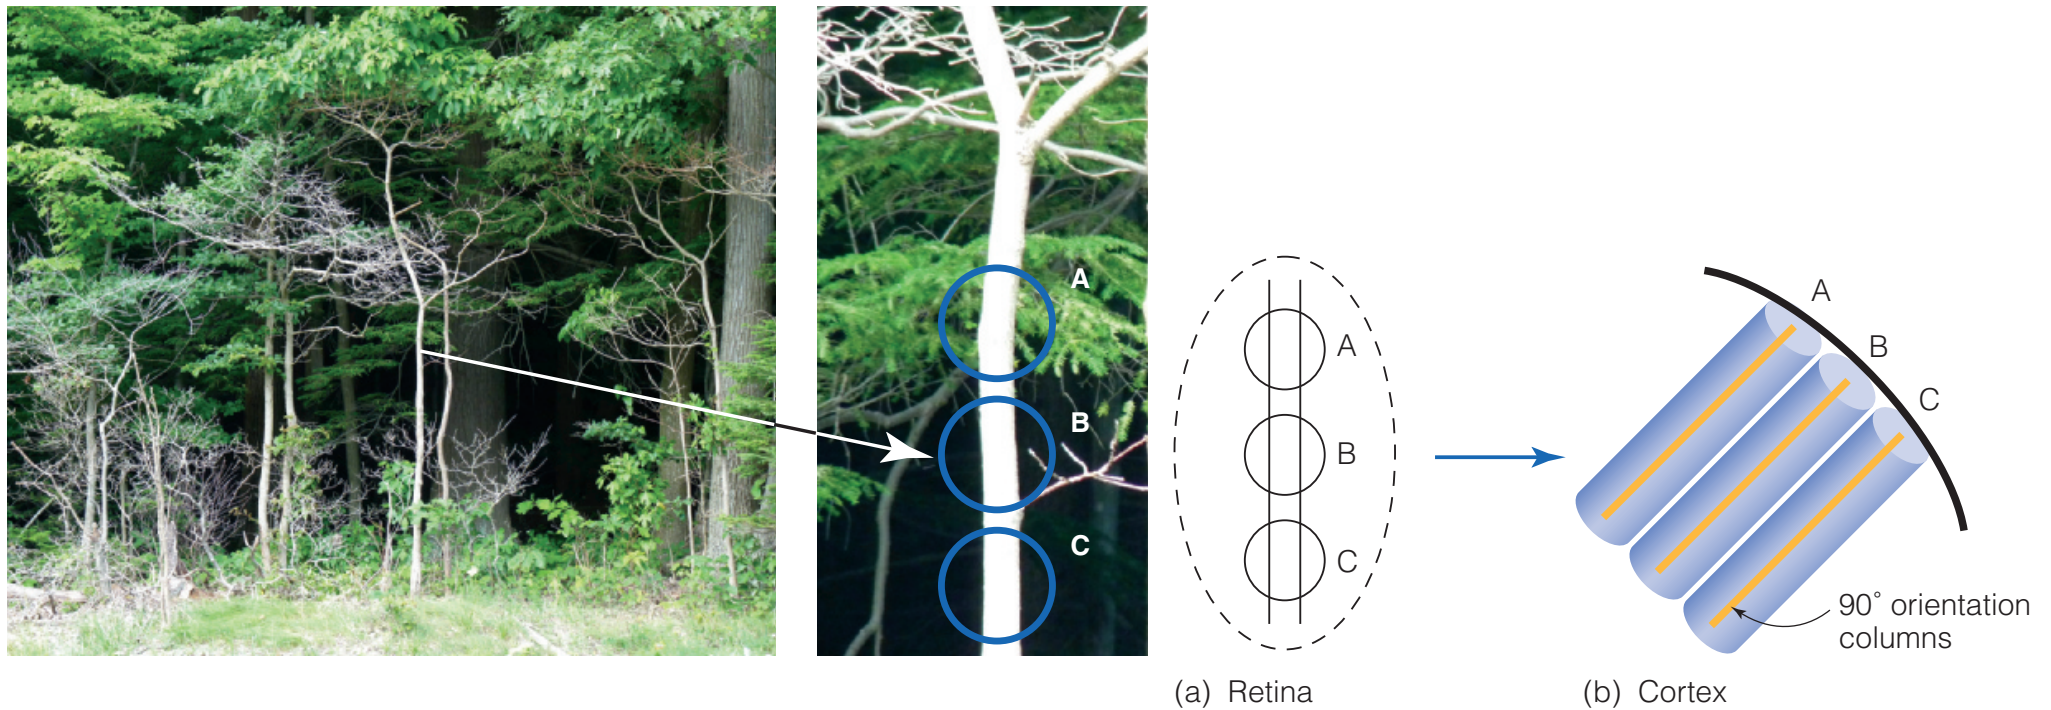 A
B
C
A
B
C
(a) Retina
A
B
C
90˚ orientation
columns
(b) Cortex